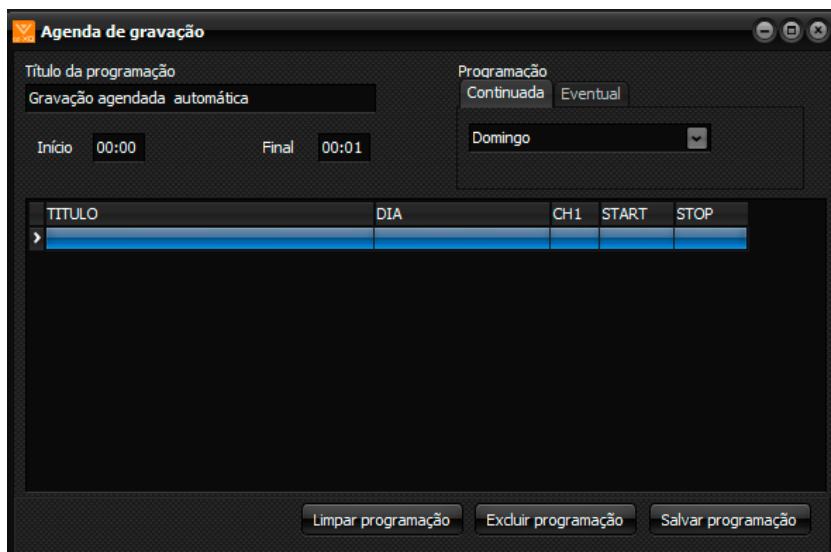 Agenda de gravação
Título da programação
Gravação agendada automática
Início 00:00 Final 00:01
Programação
Continuada Eventual
Domingo
TITULO DIA CH1 START STOP
Limpar programação Excluir programação Salvar programação